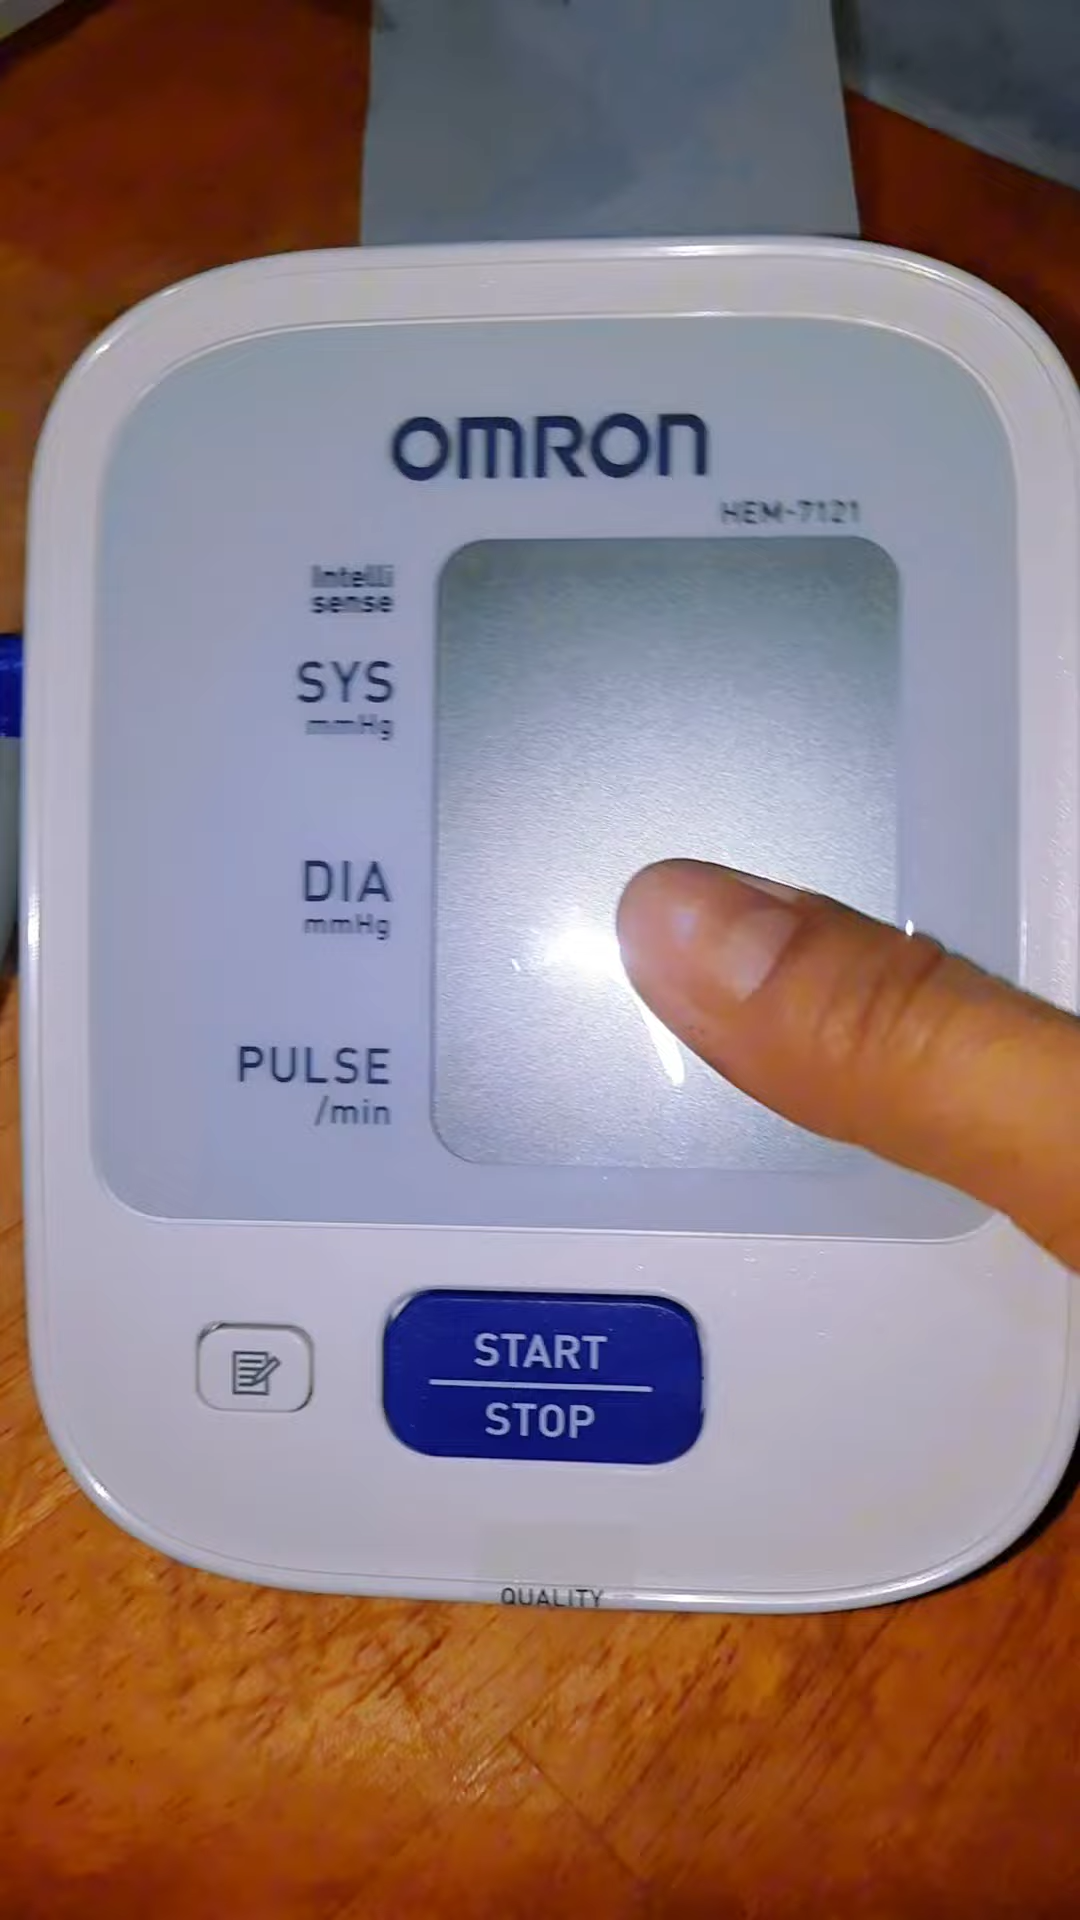 OMRON
HEM-7121
Intelli
sense
SYS
mmHg
DIA
mmHg
PULSE
/min
START
STOP
QUALITY